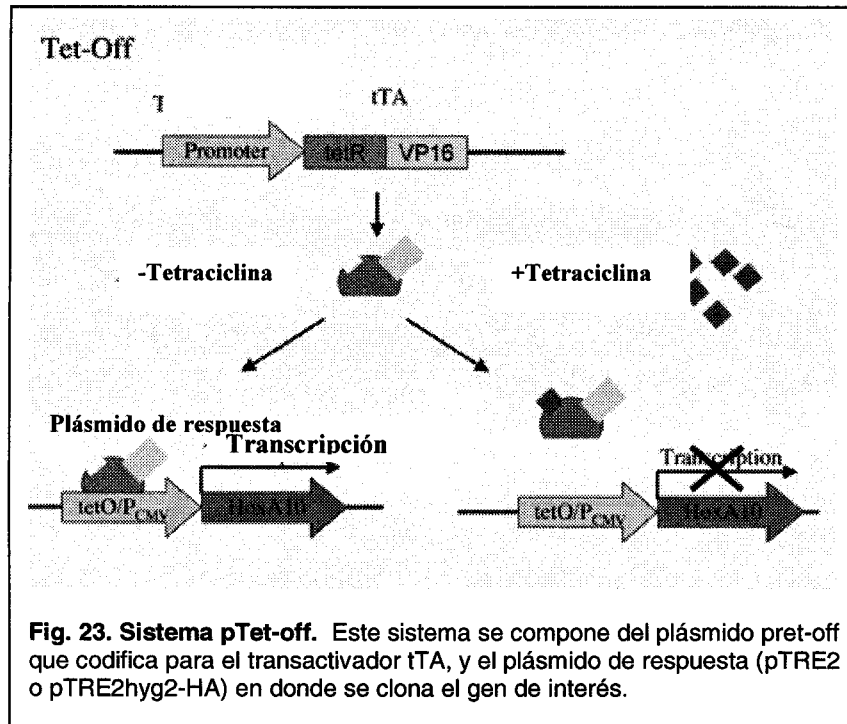 Tet-Off
T
tTA
Promoter tetR VP16
-Tetraciclina +Tetraciclina
Plásmido de respuesta
Transcripción
Transcription
tetO/PCMV HoxA10
tetO/PCMV HoxA10
Fig. 23. Sistema pTet-off. Este sistema se compone del plásmido pret-off
que codifica para el transactivador tTA, y el plásmido de respuesta (pTRE2
o pTRE2hyg2-HA) en donde se clona el gen de interés.